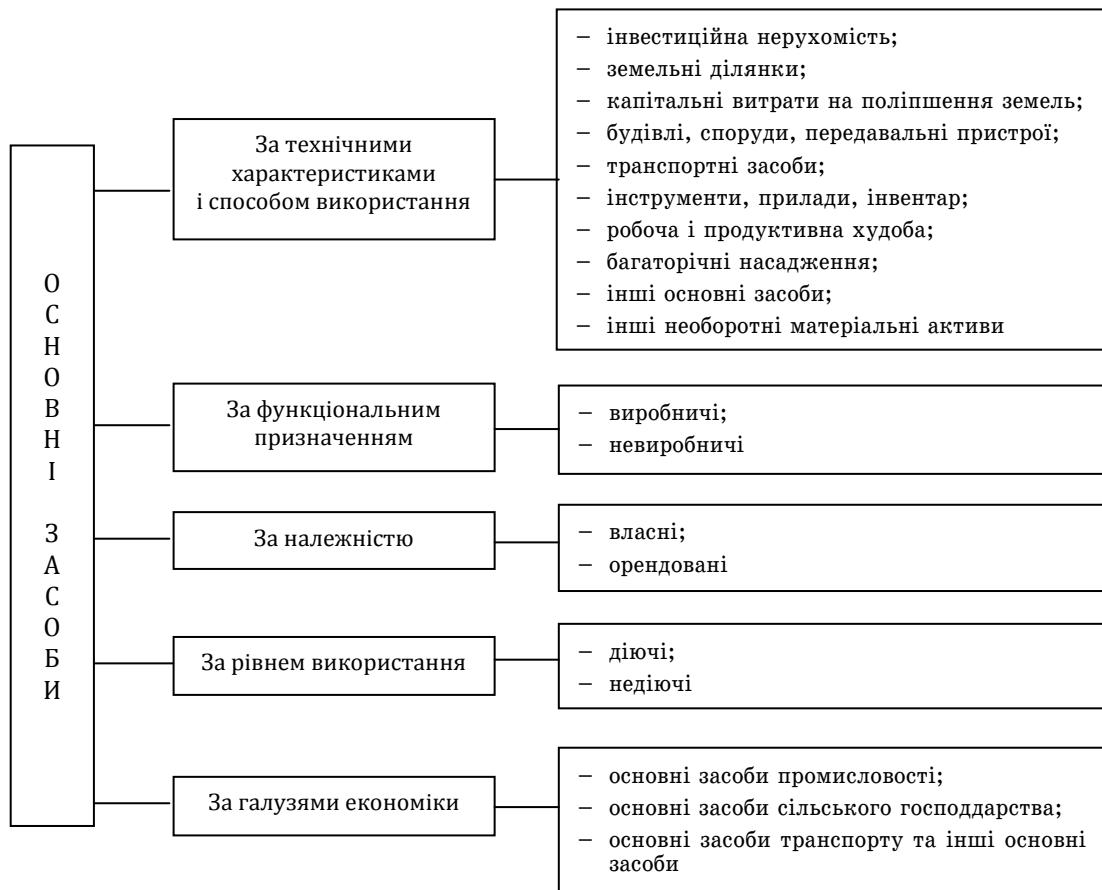 ОСНОВНІ ЗАСОБИ
За технічними
характеристиками
і способом використання
– інвестиційна нерухомість;
– земельні ділянки;
– капітальні витрати на поліпшення земель;
– будівлі, споруди, передавальні пристрої;
– транспортні засоби;
– інструменти, прилади, інвентар;
– робоча і продуктивна худоба;
– багаторічні насадження;
– інші основні засоби;
– інші необоротні матеріальні активи
За функціональним
призначенням
– виробничі;
– невиробничі
За належністю
– власні;
– орендовані
За рівнем використання
– діючі;
– недіючі
За галузями економіки
– основні засоби промисловості;
– основні засоби сільського господдарства;
– основні засоби транспорту та інші основні
засоби